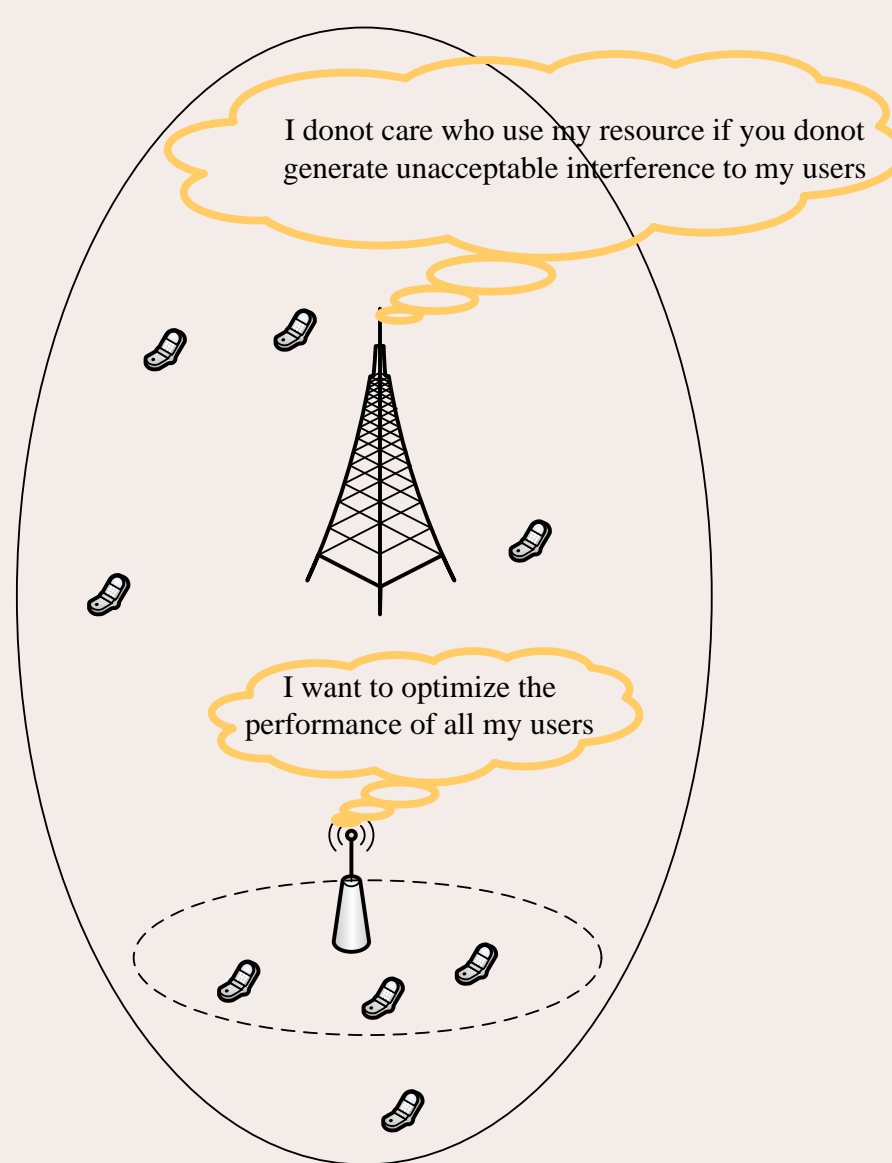 I donot care who use my resource if you donot
generate unacceptable interference to my users
I want to optimize the
performance of all my users